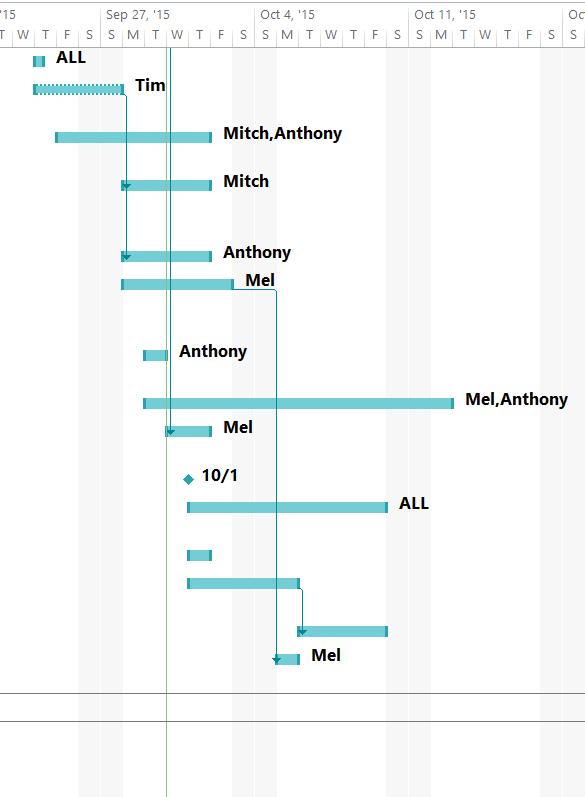 '15 Sep 27, '15 Oct 4, '15 Oct 11, '15 Oc
T W T F S S M T W T F S S M T W T F S S M T W T F S S
ALL
Tim
Mitch,Anthony
Mitch
Anthony
Mel
Anthony
Mel,Anthony
Mel
10/1
ALL
Mel